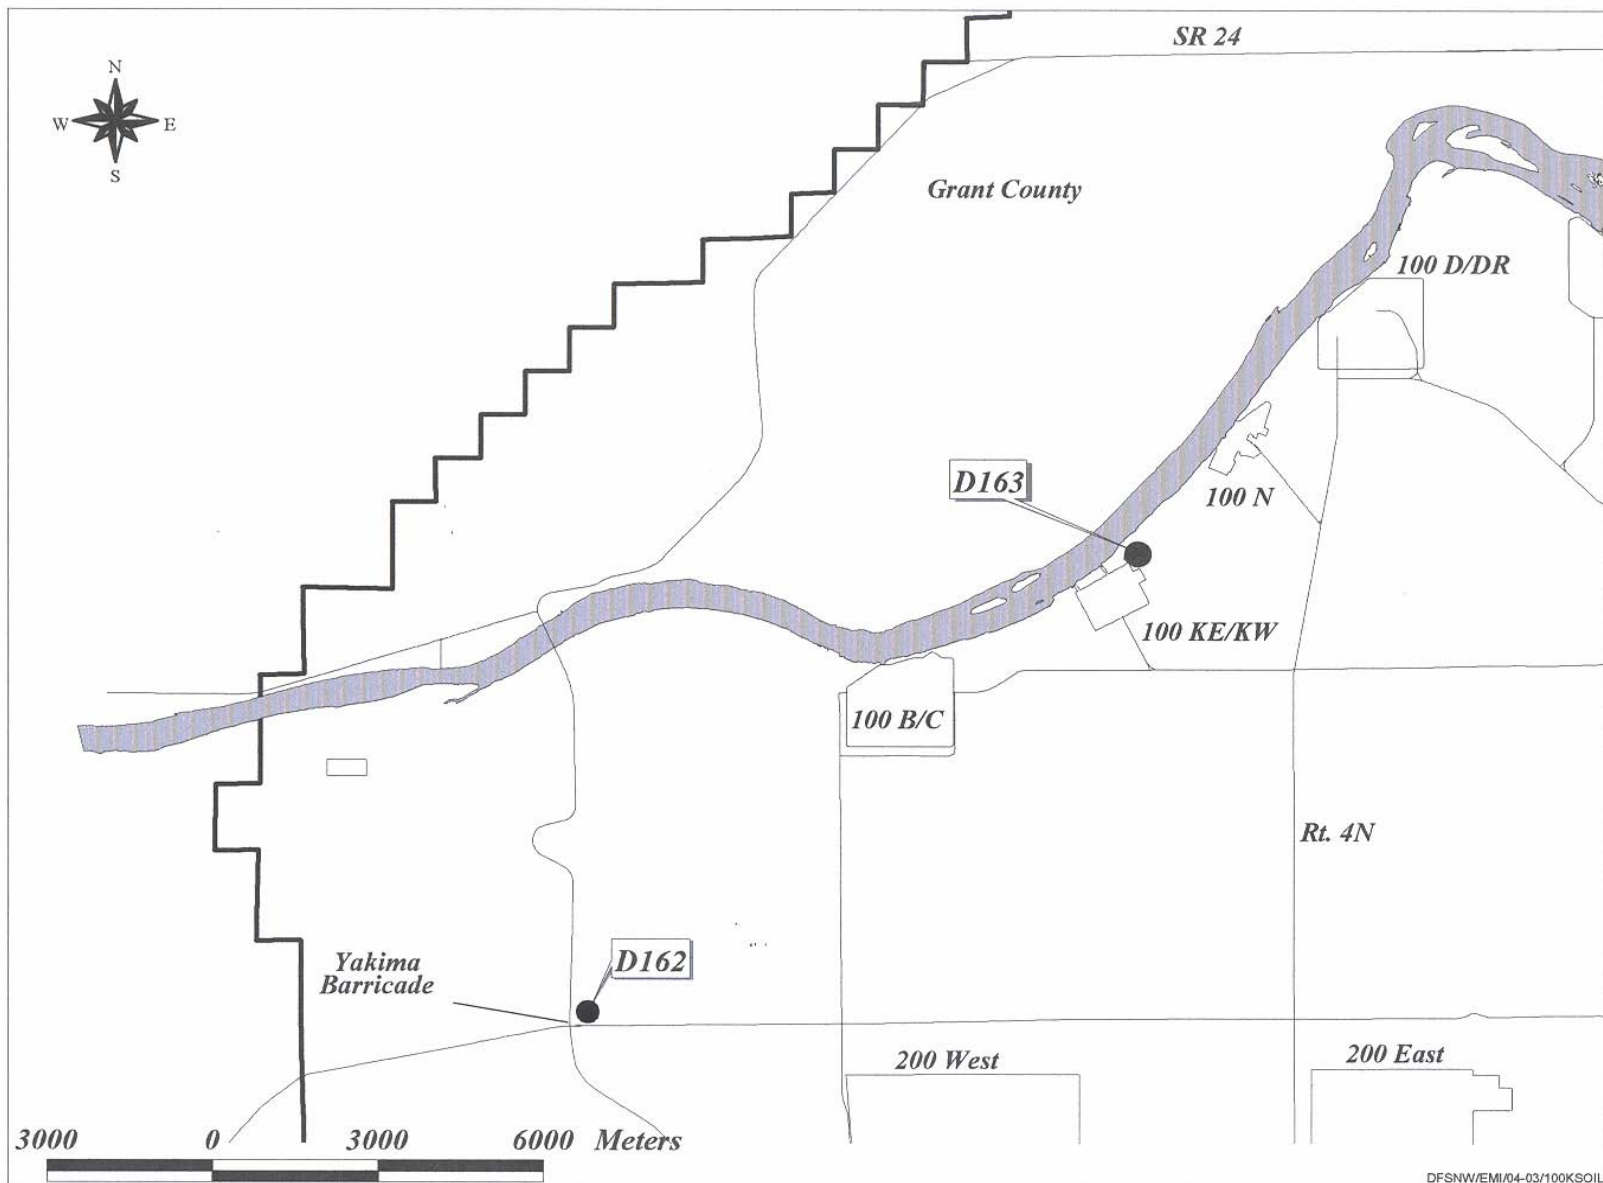 SR 24
N
W E
S
Grant County
100 D/DR
D163
100 N
100 KE/KW
100 B/C
Rt. 4N
Yakima
Barricade
D162
200 West
200 East
3000 0 3000 6000 Meters
DFSNW/EMI/04-03/100KSOIL